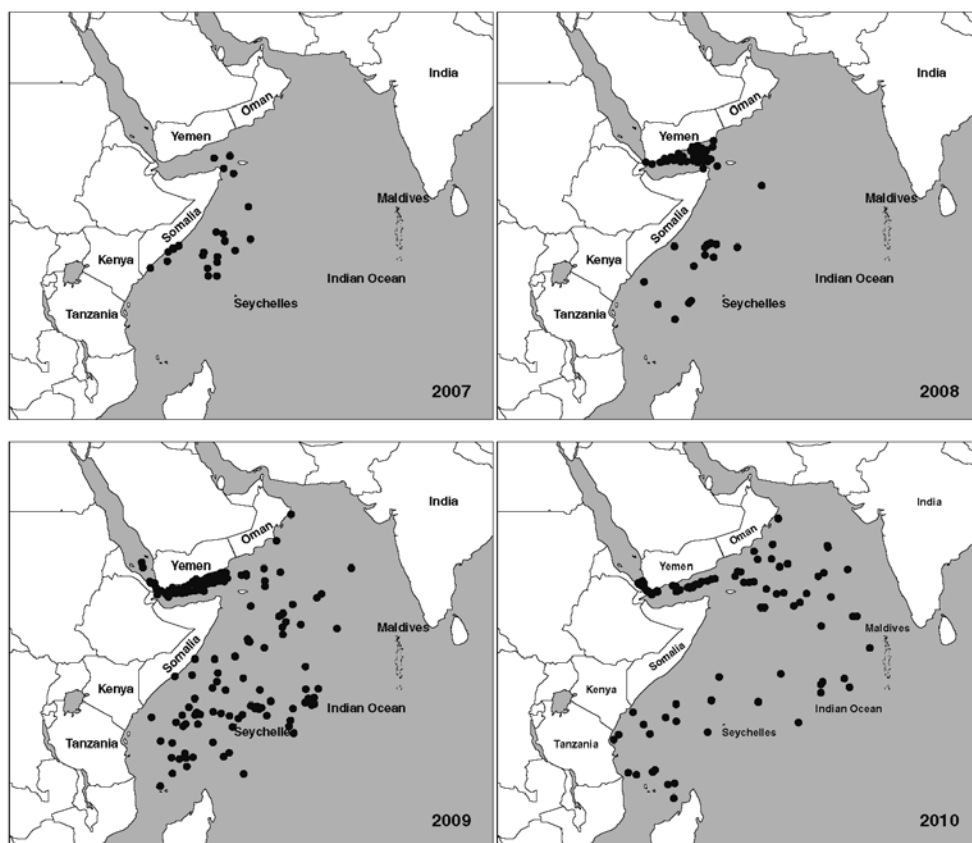 India
Oman
Yemen
Maldives
Somalia
Kenya
Indian Ocean
Seychelles
Tanzania
2007
India
Oman
Yemen
Maldives
Somalia
Kenya
Indian Ocean
Seychelles
Tanzania
2008
India
Oman
Yemen
Maldives
Somalia
Kenya
Indian Ocean
Seychelles
Tanzania
2009
India
Oman
Yemen
Maldives
Somalia
Kenya
Indian Ocean
Seychelles
Tanzania
2010